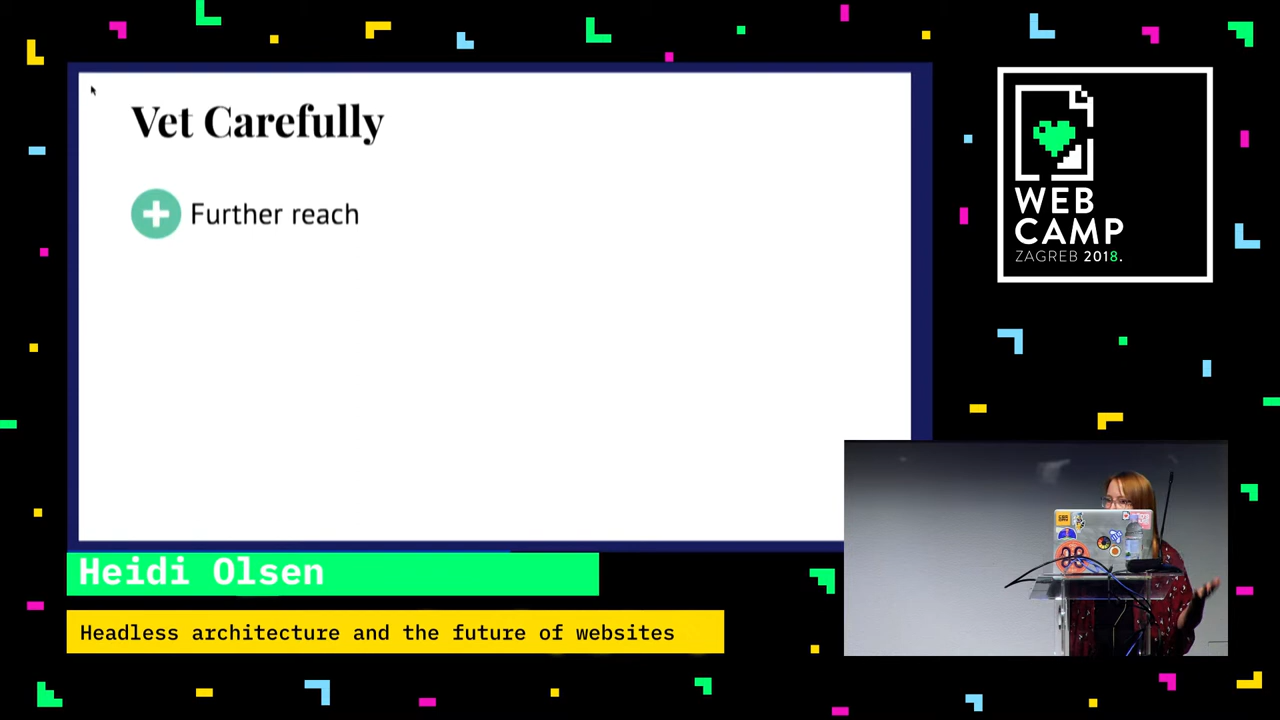 Vet Carefully
Further reach
WEB
CAMP
ZAGREB 2018.
Heidi Olsen
Headless architecture and the future of websites